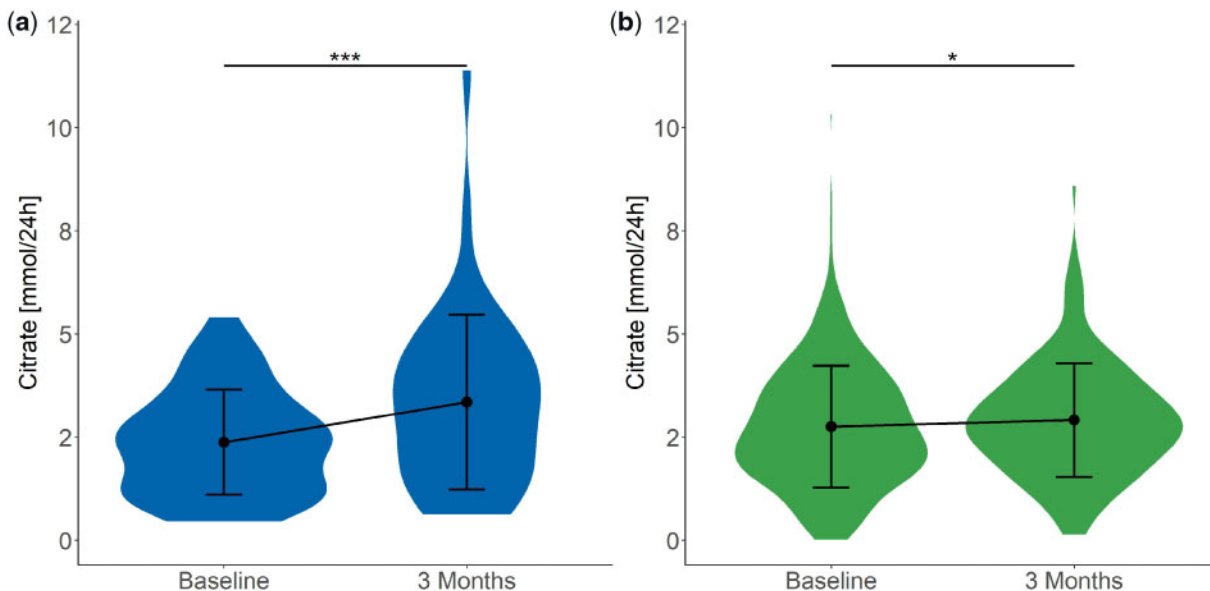 (a)
Citrate [mmol/24h]
12
10
8
5
2
0
***
Baseline
3 Months
(b)
Citrate [mmol/24h]
12
10
8
5
2
0
*
Baseline
3 Months